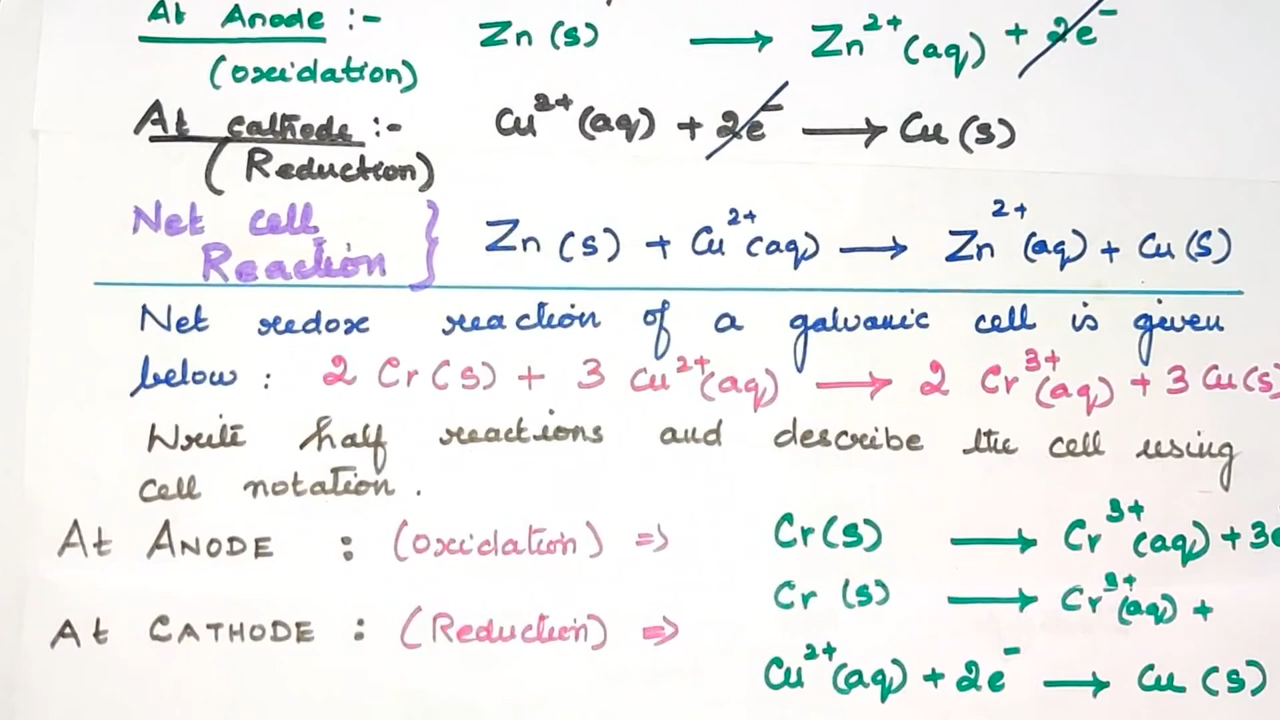 At Anode :- Zn (s) → Zn²⁺(aq) + 2e⁻
(oxidation)
At cathode :- Cu²⁺(aq) + 2e⁻ → Cu (s)
(Reduction)
Net cell Reaction } Zn (s) + Cu²⁺(aq) → Zn²⁺(aq) + Cu (s)
Net redox reaction of a galvanic cell is given
below : 2 Cr(s) + 3 Cu²⁺(aq) → 2 Cr³⁺(aq) + 3 Cu(s
Write half reactions and describe the cell using
cell notation .
At ANODE : (oxidation) ⇒ Cr(s) → Cr³⁺(aq) + 3e
Cr (s) → Cr³⁺(aq) +
At CATHODE : (Reduction) ⇒
Cu²⁺(aq) + 2e⁻ → Cu (s)